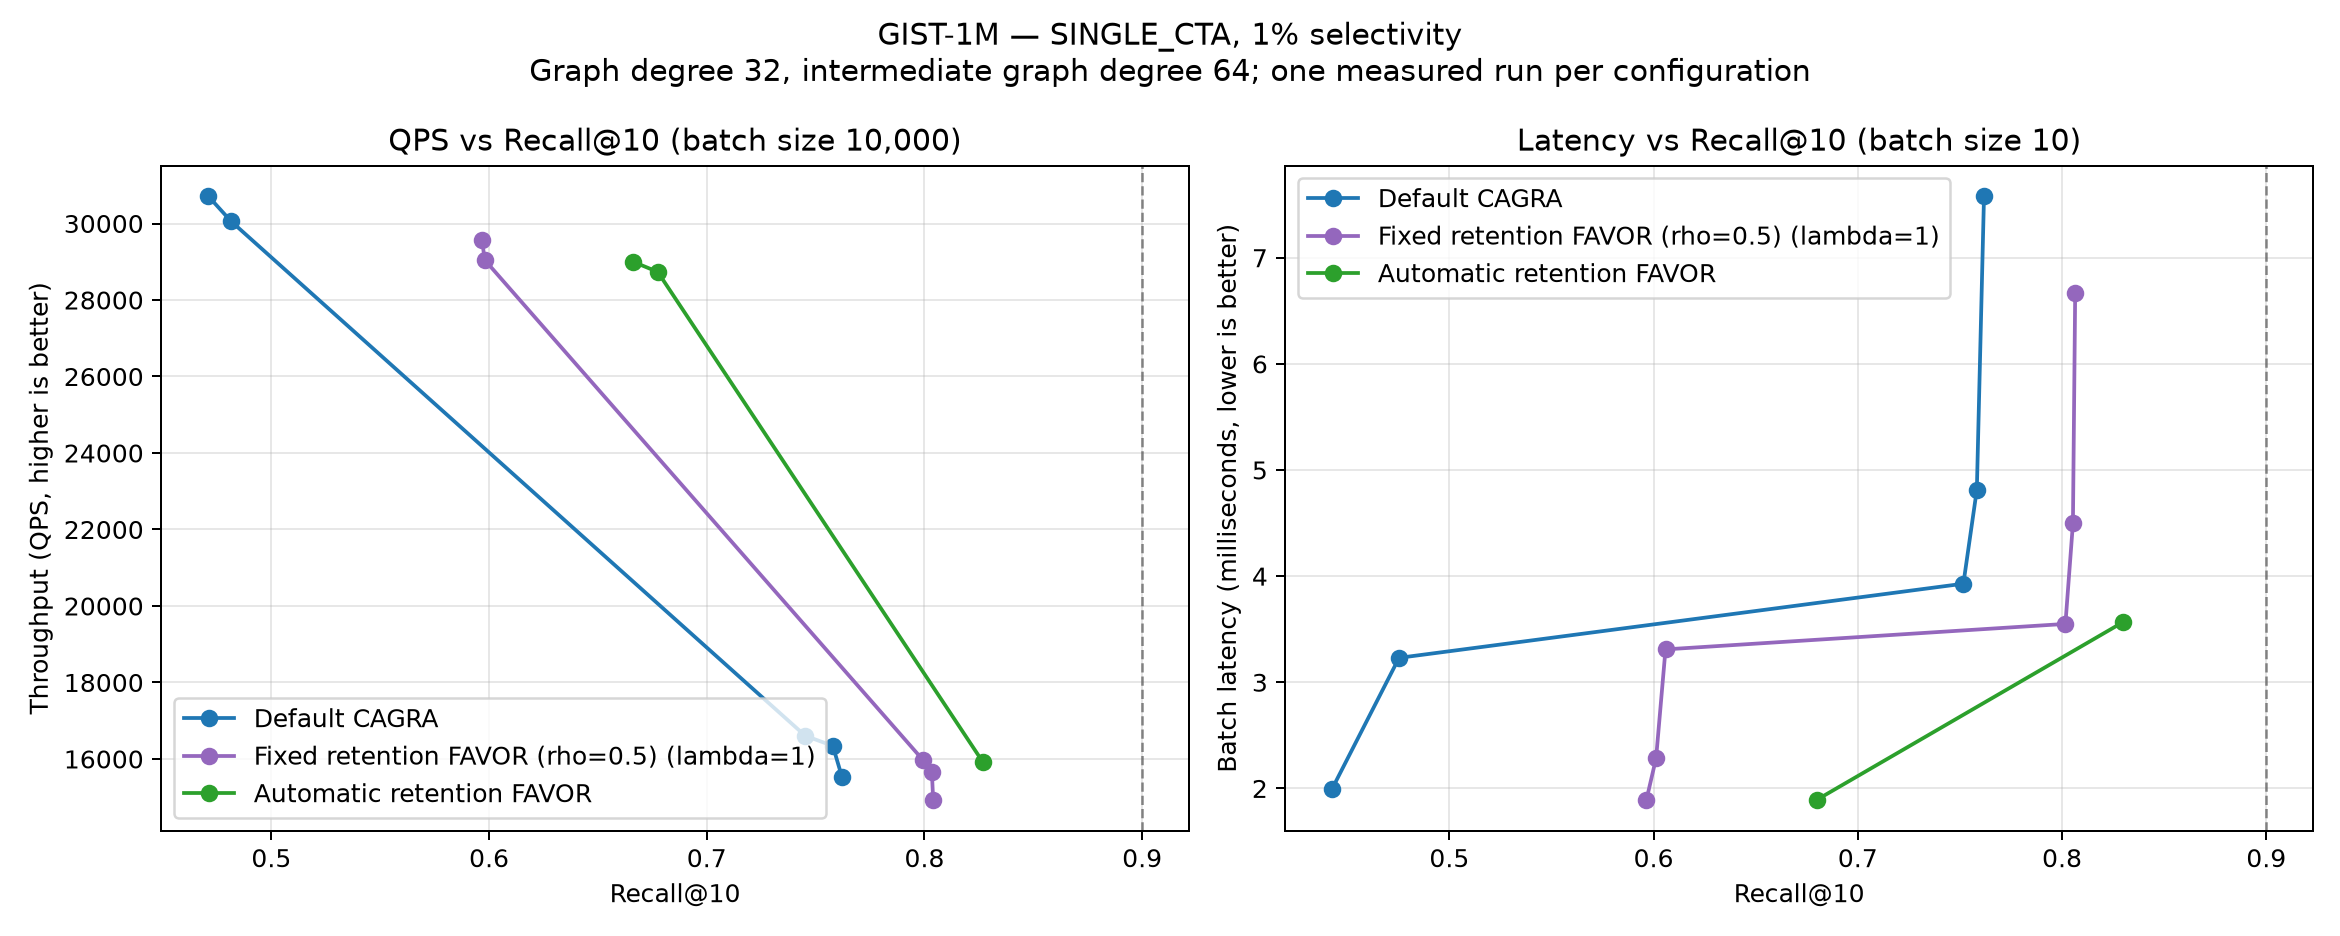 GIST-1M — SINGLE_CTA, 1% selectivity
Graph degree 32, intermediate graph degree 64; one measured run per configuration
QPS vs Recall@10 (batch size 10,000)
Throughput (QPS, higher is better)
30000
28000
26000
24000
22000
20000
18000
16000
Default CAGRA
Fixed retention FAVOR (rho=0.5) (lambda=1)
Automatic retention FAVOR
0.5
0.6
0.7
0.8
0.9
Recall@10
Latency vs Recall@10 (batch size 10)
Batch latency (milliseconds, lower is better)
7
6
5
4
3
2
Default CAGRA
Fixed retention FAVOR (rho=0.5) (lambda=1)
Automatic retention FAVOR
0.5
0.6
0.7
0.8
0.9
Recall@10